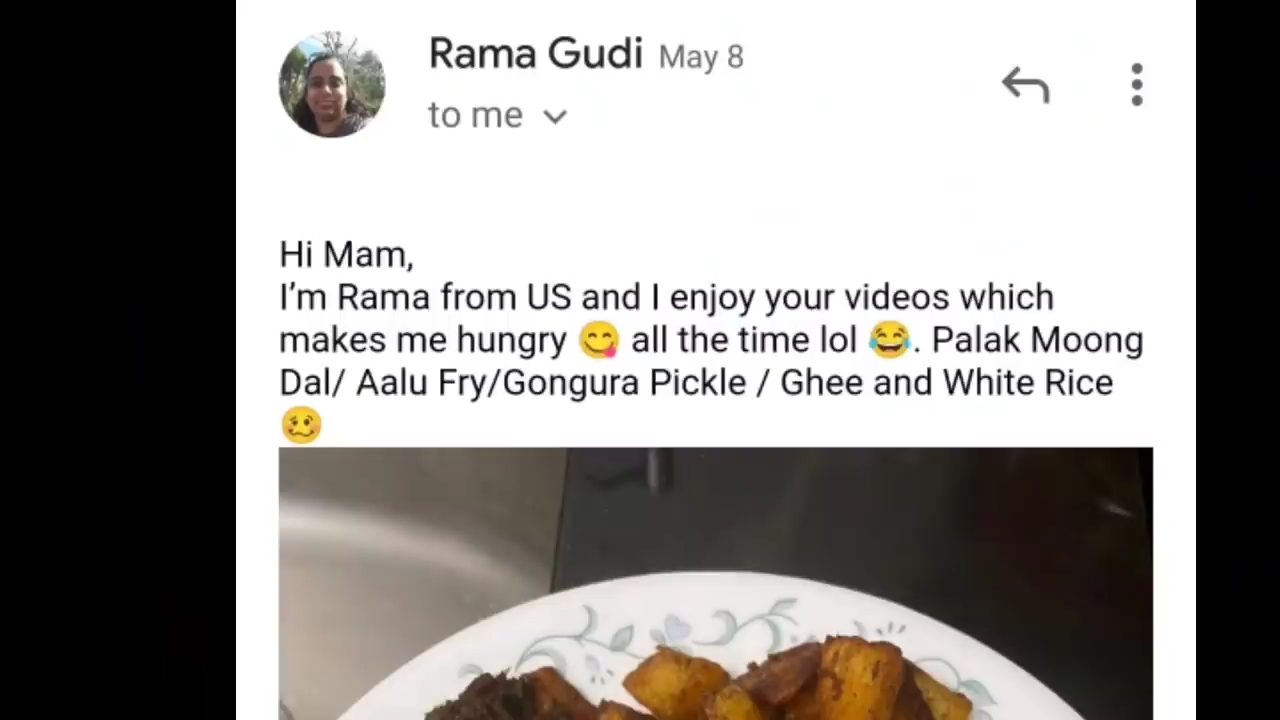 Rama Gudi May 8
to me
Hi Mam,
I’m Rama from US and I enjoy your videos which
makes me hungry 😋 all the time lol 😂. Palak Moong
Dal/ Aalu Fry/Gongura Pickle / Ghee and White Rice
🥴